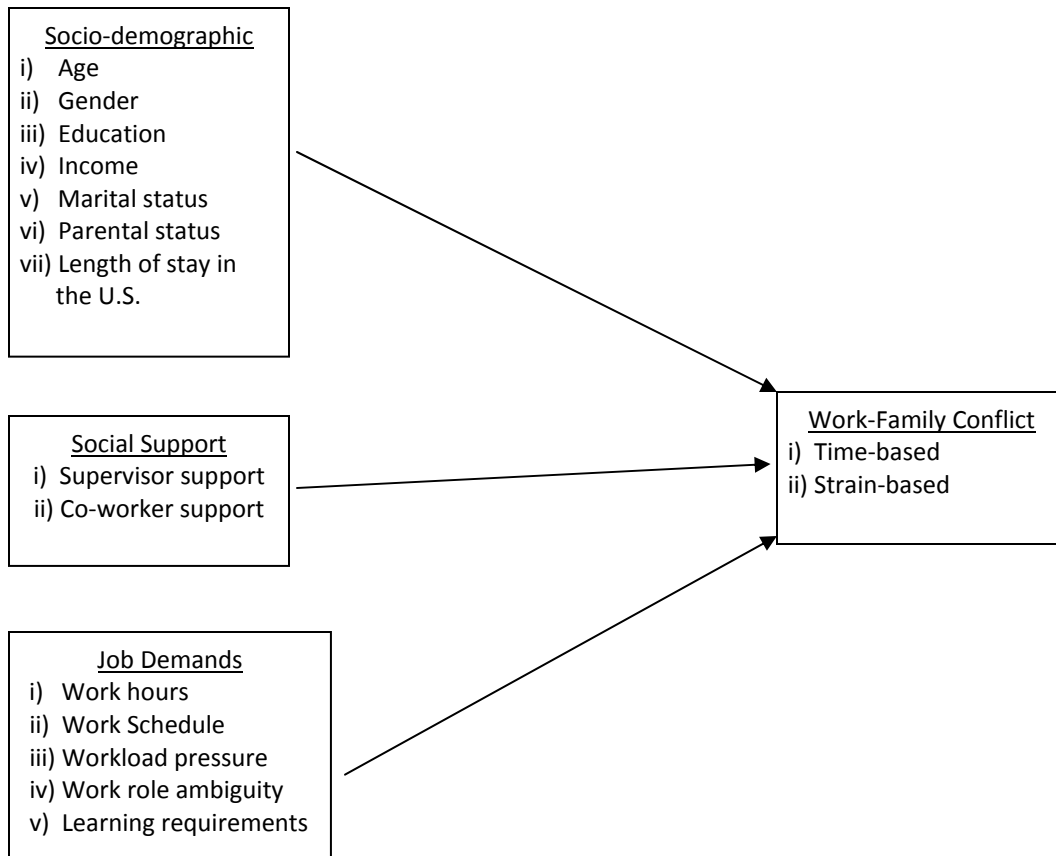 Socio-demographic
i) Age
ii) Gender
iii) Education
iv) Income
v) Marital status
vi) Parental status
vii) Length of stay in
the U.S.
Social Support
i) Supervisor support
ii) Co-worker support
Job Demands
i) Work hours
ii) Work Schedule
iii) Workload pressure
iv) Work role ambiguity
v) Learning requirements
Work-Family Conflict
i) Time-based
ii) Strain-based